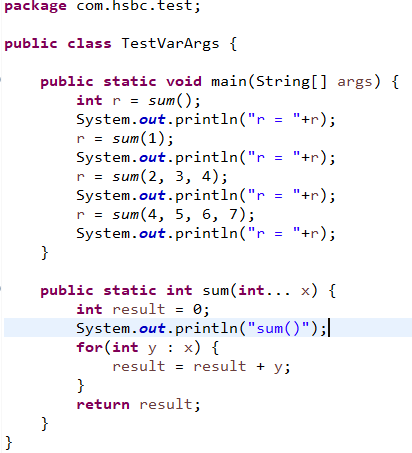 package com.hsbc.test;
public class TestVarArgs {
public static void main(String[] args) {
int r = sum();
System.out.println("r = "+r);
r = sum(1);
System.out.println("r = "+r);
r = sum(2, 3, 4);
System.out.println("r = "+r);
r = sum(4, 5, 6, 7);
System.out.println("r = "+r);
}
public static int sum(int... x) {
int result = 0;
System.out.println("sum()");
for(int y : x) {
result = result + y;
}
return result;
}
}